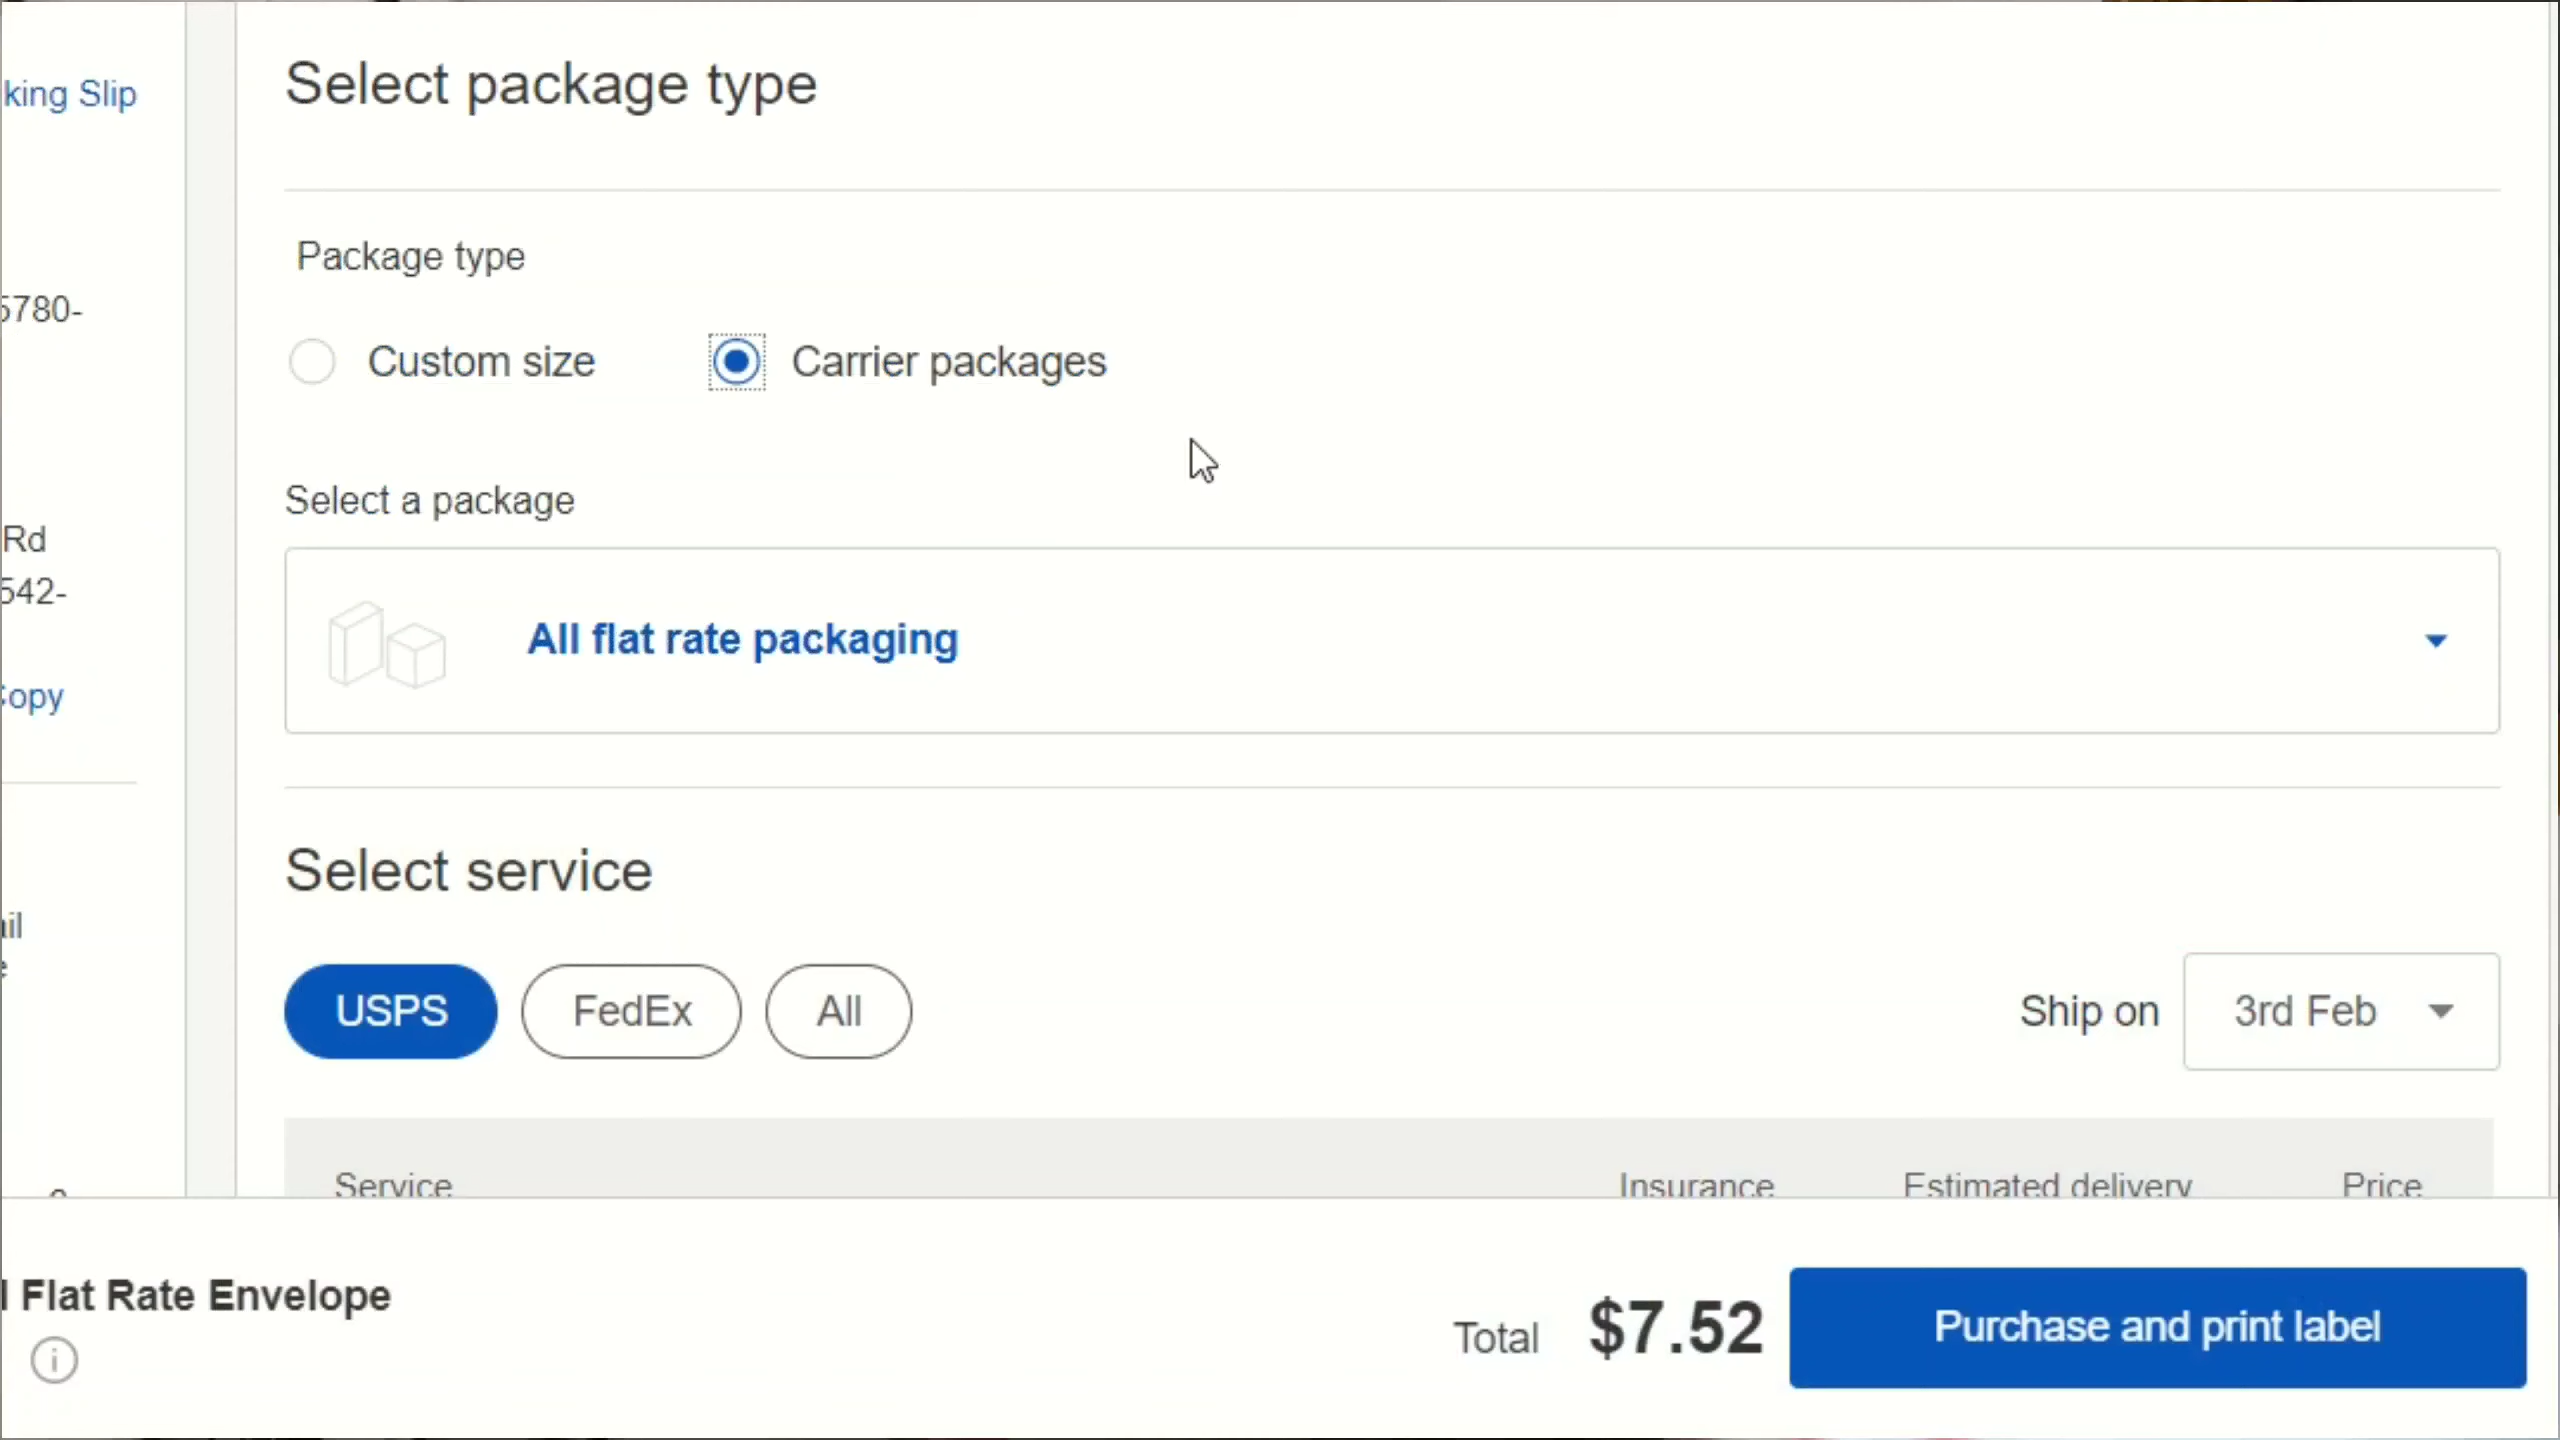 king Slip
5780-
Rd
542-
copy
il
Select package type
Package type
Custom size
Carrier packages
Select a package
All flat rate packaging
Select service
USPS
FedEx
All
Ship on
3rd Feb
Service
Insurance
Estimated delivery
Price
Flat Rate Envelope
i
Total
$7.52
Purchase and print label